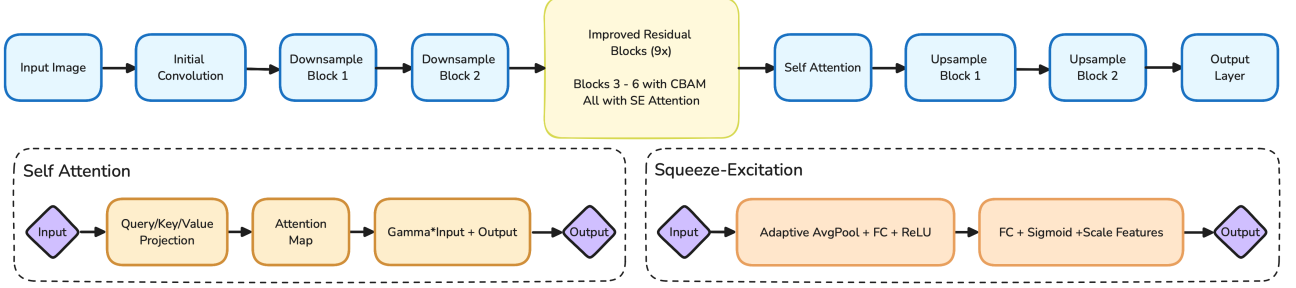 Input Image
Initial
Convolution
Downsample
Block 1
Downsample
Block 2
Improved Residual
Blocks (9x)
Blocks 3 - 6 with CBAM
All with SE Attention
Self Attention
Upsample
Block 1
Upsample
Block 2
Output
Layer
Self Attention
Input
Query/Key/Value
Projection
Attention
Map
Gamma*Input + Output
Output
Squeeze-Excitation
Input
Adaptive AvgPool + FC + ReLU
FC + Sigmoid +Scale Features
Output